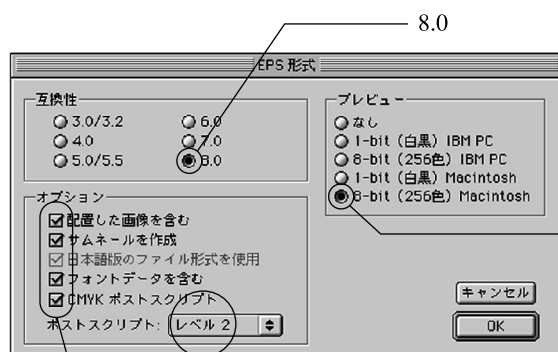 8.0
EPS 形式
互換性
3.0/3.2
6.0
4.0
7.0
5.0/5.5
8.0
プレビュー
なし
1-bit (白黒) IBM PC
8-bit (256色) IBM PC
1-bit (白黒) Macintosh
8-bit (256色) Macintosh
オプション
配置した画像を含む
サムネールを作成
日本語版のファイル形式を使用
フォントデータを含む
CMYK ポストスクリプト
ポストスクリプト: レベル 2
キャンセル
OK